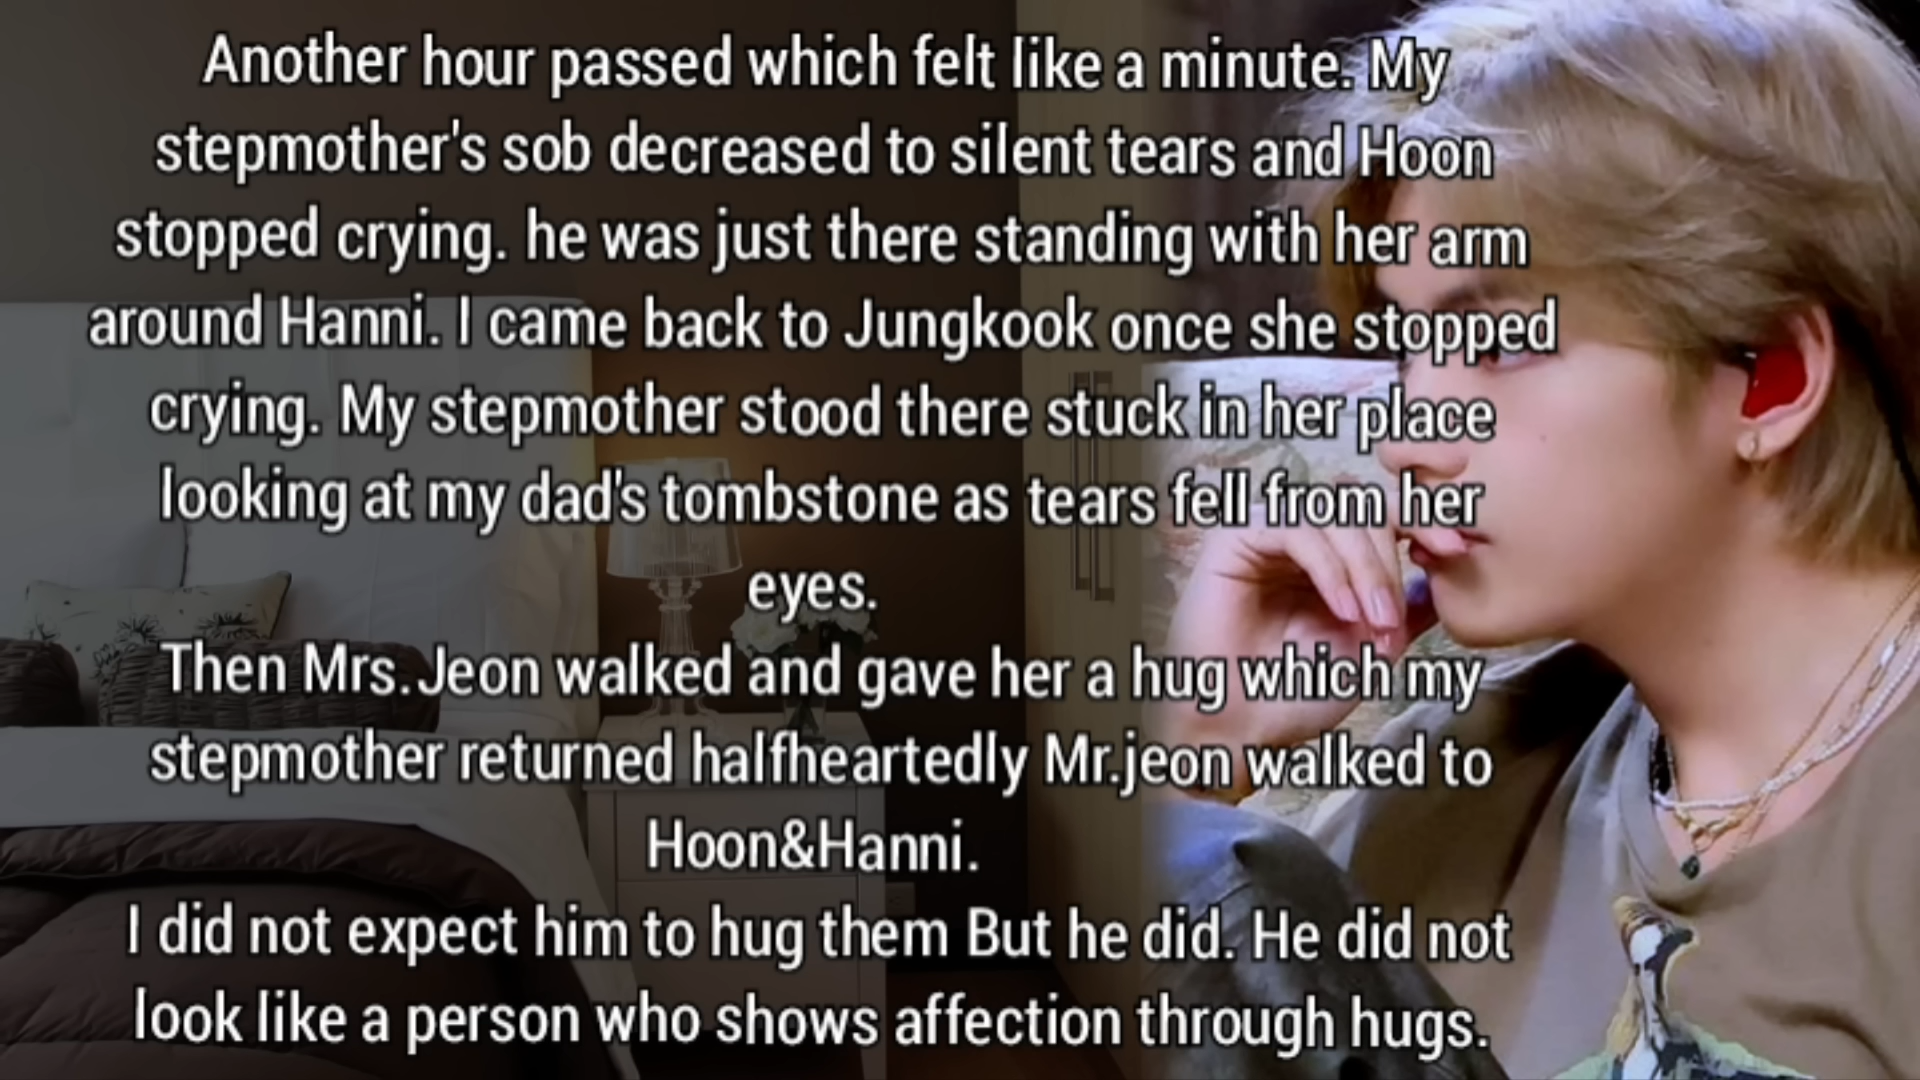 Another hour passed which felt like a minute. My
stepmother's sob decreased to silent tears and Hoon
stopped crying. he was just there standing with her arm
around Hanni. I came back to Jungkook once she stopped
crying. My stepmother stood there stuck in her place
looking at my dad's tombstone as tears fell from her
eyes.
Then Mrs.Jeon walked and gave her a hug which my
stepmother returned halfheartedly Mr.jeon walked to
Hoon&Hanni.
I did not expect him to hug them But he did. He did not
look like a person who shows affection through hugs.